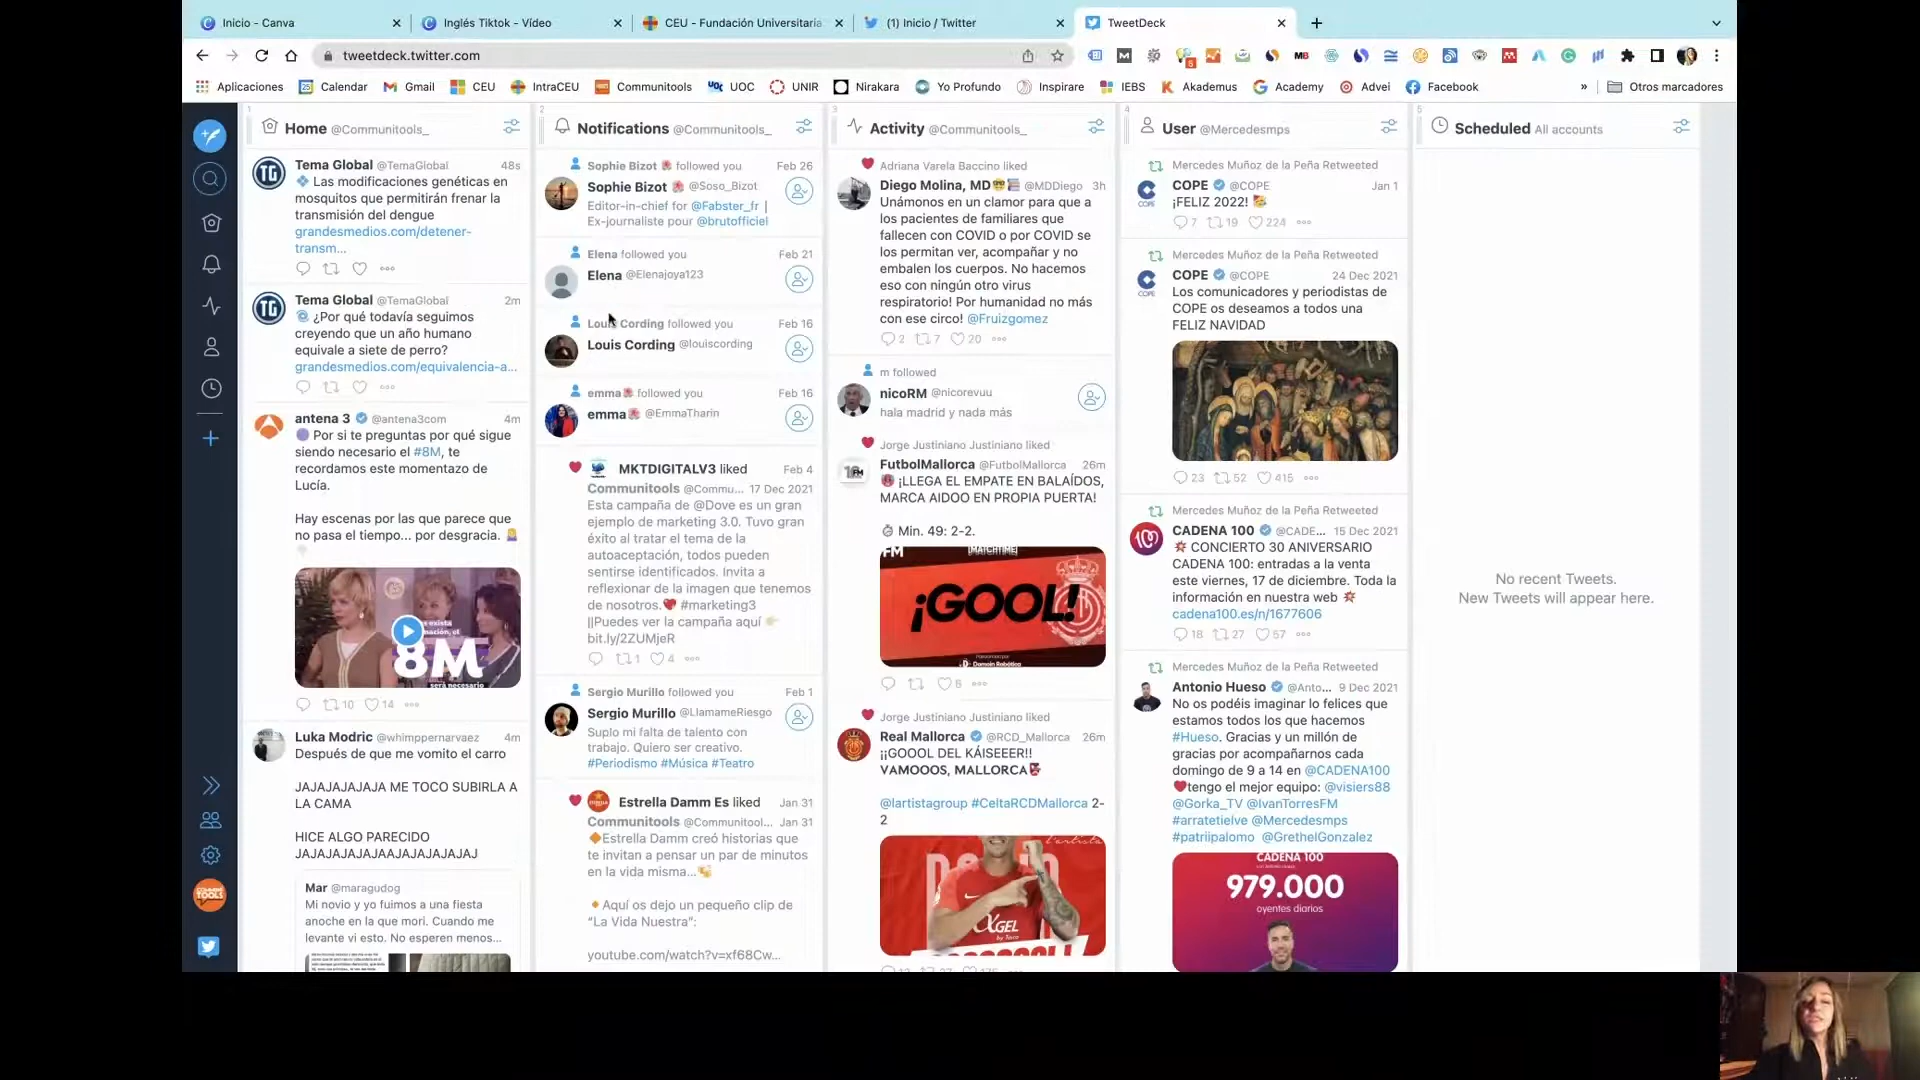 Inicio - Canva
Inglés Tiktok - Vídeo
CEU - Fundación Universitaria
(1) Inicio / Twitter
TweetDeck
tweetdeck.twitter.com
Aplicaciones
Calendar
Gmail
CEU
IntraCEU
Communitools
UOC
UNIR
Nirakara
Yo Profundo
Inspirare
IEBS
Akademus
Academy
Advei
Facebook
»
Otros marcadores
1
Home @Communitools_
Tema Global @TemaGlobal 48s
Las modificaciones genéticas en
mosquitos que permitirán frenar la
transmisión del dengue
grandesmedios.com/detener-
transm...
Tema Global @TemaGlobal 2m
¿Por qué todavía seguimos
creyendo que un año humano
equivale a siete de perro?
grandesmedios.com/equivalencia-a...
antena 3 @antena3com 4m
Por si te preguntas por qué sigue
siendo necesario el #8M, te
recordamos este momentazo de
Lucía.
Hay escenas por las que parece que
no pasa el tiempo... por desgracia.
8M
10 14
Luka Modric @whimppernarvaez 4m
Después de que me vomito el carro
JAJAJAJAJAJA ME TOCO SUBIRLA A
LA CAMA
HICE ALGO PARECIDO
JAJAJAJAJAJAAJAJAJAJAJAJ
Mar @maragudog
Mi novio y yo fuimos a una fiesta
anoche en la que mori. Cuando me
levante vi esto. No esperen menos...
2
Notifications @Communitools_
Sophie Bizot followed you Feb 26
Sophie Bizot @Soso_Bizot
Editor-in-chief for @Fabster_fr |
Ex-journaliste pour @brutofficiel
Elena followed you Feb 21
Elena @Elenajoya123
Louis Cording followed you Feb 16
Louis Cording @louiscording
emma followed you Feb 16
emma @EmmaTharin
MKTDIGITALV3 liked Feb 4
Communitools @Commu... 17 Dec 2021
Esta campaña de @Dove es un gran
ejemplo de marketing 3.0. Tuvo gran
éxito al tratar el tema de la
autoaceptación, todos pueden
sentirse identificados. Invita a
reflexionar de la imagen que tenemos
de nosotros. #marketing3
||Puedes ver la campaña aquí
bit.ly/2ZUMjeR
1 4
Sergio Murillo followed you Feb 1
Sergio Murillo @LlamameRiesgo
Suplo mi falta de talento con
trabajo. Quiero ser creativo.
#Periodismo #Música #Teatro
Estrella Damm Es liked Jan 31
Communitools @Communitool... Jan 31
Estrella Damm creó historias que
te invitan a pensar un par de minutos
en la vida misma...
Aquí os dejo un pequeño clip de
“La Vida Nuestra”:
youtube.com/watch?v=xf68Cw...
3
Activity @Communitools_
Adriana Varela Baccino liked
Diego Molina, MD @MDDiego 3h
Unámonos en un clamor para que a
los pacientes de familiares que
fallecen con COVID o por COVID se
los permitan ver, acompañar y no
embalen los cuerpos. No hacemos
eso con ningún otro virus
respiratorio! Por humanidad no más
con ese circo! @Fruizgomez
2 7 20
m followed
nicoRM @nicorevuu
hala madrid y nada más
Jorge Justiniano Justiniano liked
FutbolMallorca @FutbolMallorca 26m
¡LLEGA EL EMPATE EN BALAÍDOS,
MARCA AIDOO EN PROPIA PUERTA!
Min. 49: 2-2.
¡GOOL!
8
Jorge Justiniano Justiniano liked
Real Mallorca @RCD_Mallorca 26m
¡¡GOOOL DEL KÁISEEER!!
VAMOOOS, MALLORCA
@lartistagroup #CeltaRCDMallorca 2-
2
4
User @Mercedesmps
Mercedes Muñoz de la Peña Retweeted
COPE @COPE Jan 1
¡FELIZ 2022!
7 19 224
Mercedes Muñoz de la Peña Retweeted
COPE @COPE 24 Dec 2021
Los comunicadores y periodistas de
COPE os deseamos a todos una
FELIZ NAVIDAD
23 52 415
Mercedes Muñoz de la Peña Retweeted
CADENA 100 @CADE... 15 Dec 2021
CONCIERTO 30 ANIVERSARIO
CADENA 100: entradas a la venta
este viernes, 17 de diciembre. Toda la
información en nuestra web
cadena100.es/n/1677606
18 27 57
Mercedes Muñoz de la Peña Retweeted
Antonio Hueso @Anto... 9 Dec 2021
No os podéis imaginar lo felices que
estamos todos los que hacemos
#Hueso. Gracias y un millón de
gracias por acompañarnos cada
domingo de 9 a 14 en @CADENA100
tengo el mejor equipo: @visiers88
@Gorka_TV @IvanTorresFM
#arratetielve @Mercedesmps
#patriipalomo @GrethelGonzalez
CADENA 100
979.000
oyentes diarios
5
Scheduled All accounts
No recent Tweets.
New Tweets will appear here.